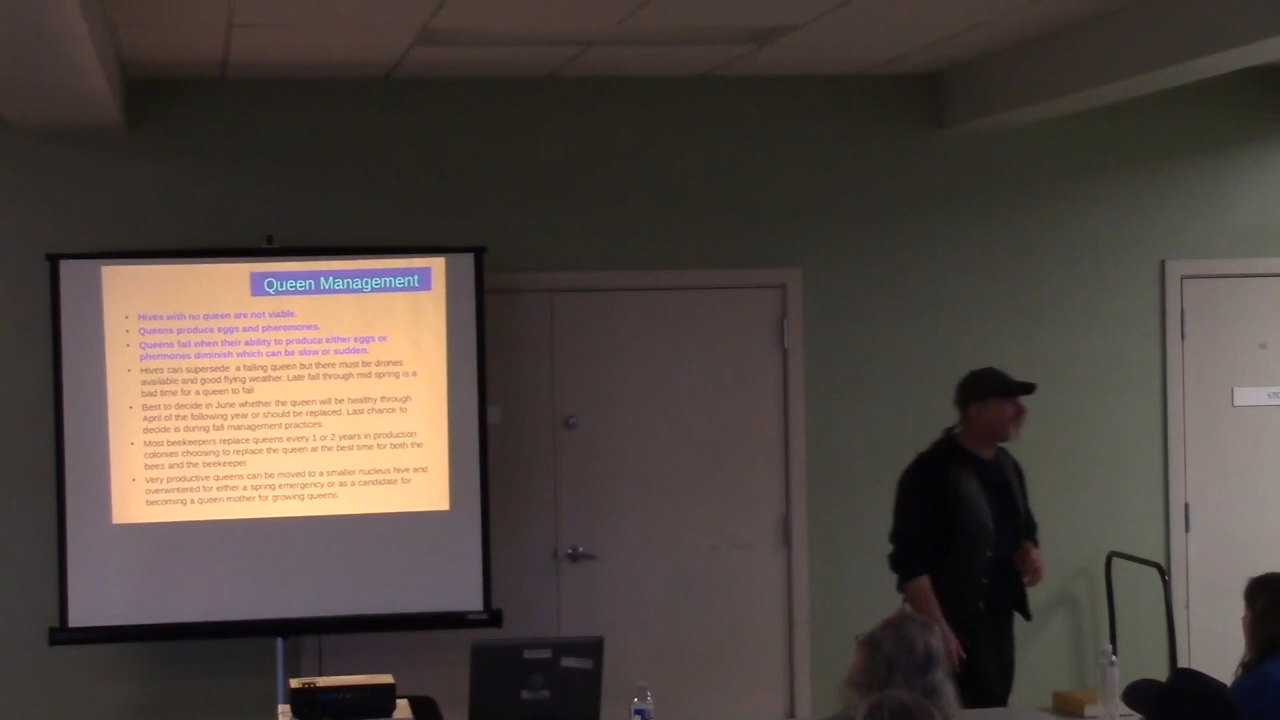 Queen Management
• Hives with no queen are not viable.
• Queens produce eggs and pheromones.
• Queens fail when their ability to produce either eggs or
phermones diminish which can be slow or sudden.
• Hives can supersede a failing queen but there must be drones
available and good flying weather. Late fall through mid spring is a
bad time for a queen to fail
• Best to decide in June whether the queen will be healthy through
April of the following year or should be replaced. Last chance to
decide is during fall management practices
• Most beekeepers replace queens every 1 or 2 years in production
colonies choosing to replace the queen at the best time for both the
bees and the beekeeper
• Very productive queens can be moved to a smaller nucleus hive and
overwintered for either a spring emergency or as a candidate for
becoming a queen mother for growing queens
STO